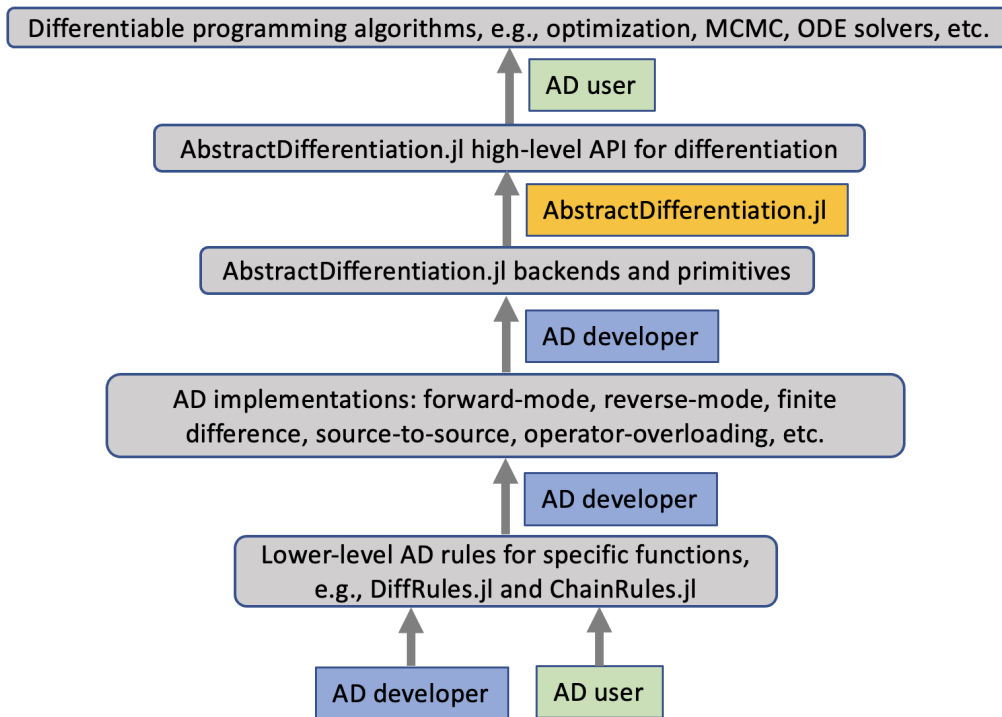 Differentiable programming algorithms, e.g., optimization, MCMC, ODE solvers, etc.
AD user
AbstractDifferentiation.jl high-level API for differentiation
AbstractDifferentiation.jl
AbstractDifferentiation.jl backends and primitives
AD developer
AD implementations: forward-mode, reverse-mode, finite
difference, source-to-source, operator-overloading, etc.
AD developer
Lower-level AD rules for specific functions,
e.g., DiffRules.jl and ChainRules.jl
AD developer
AD user